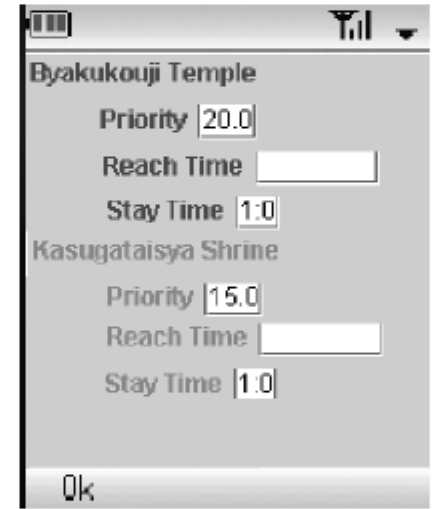 Byakukouji Temple
Priority 20.0
Reach Time
Stay Time 1:0
Kasugataisya Shrine
Priority 15.0
Reach Time
Stay Time 1:0
Ok